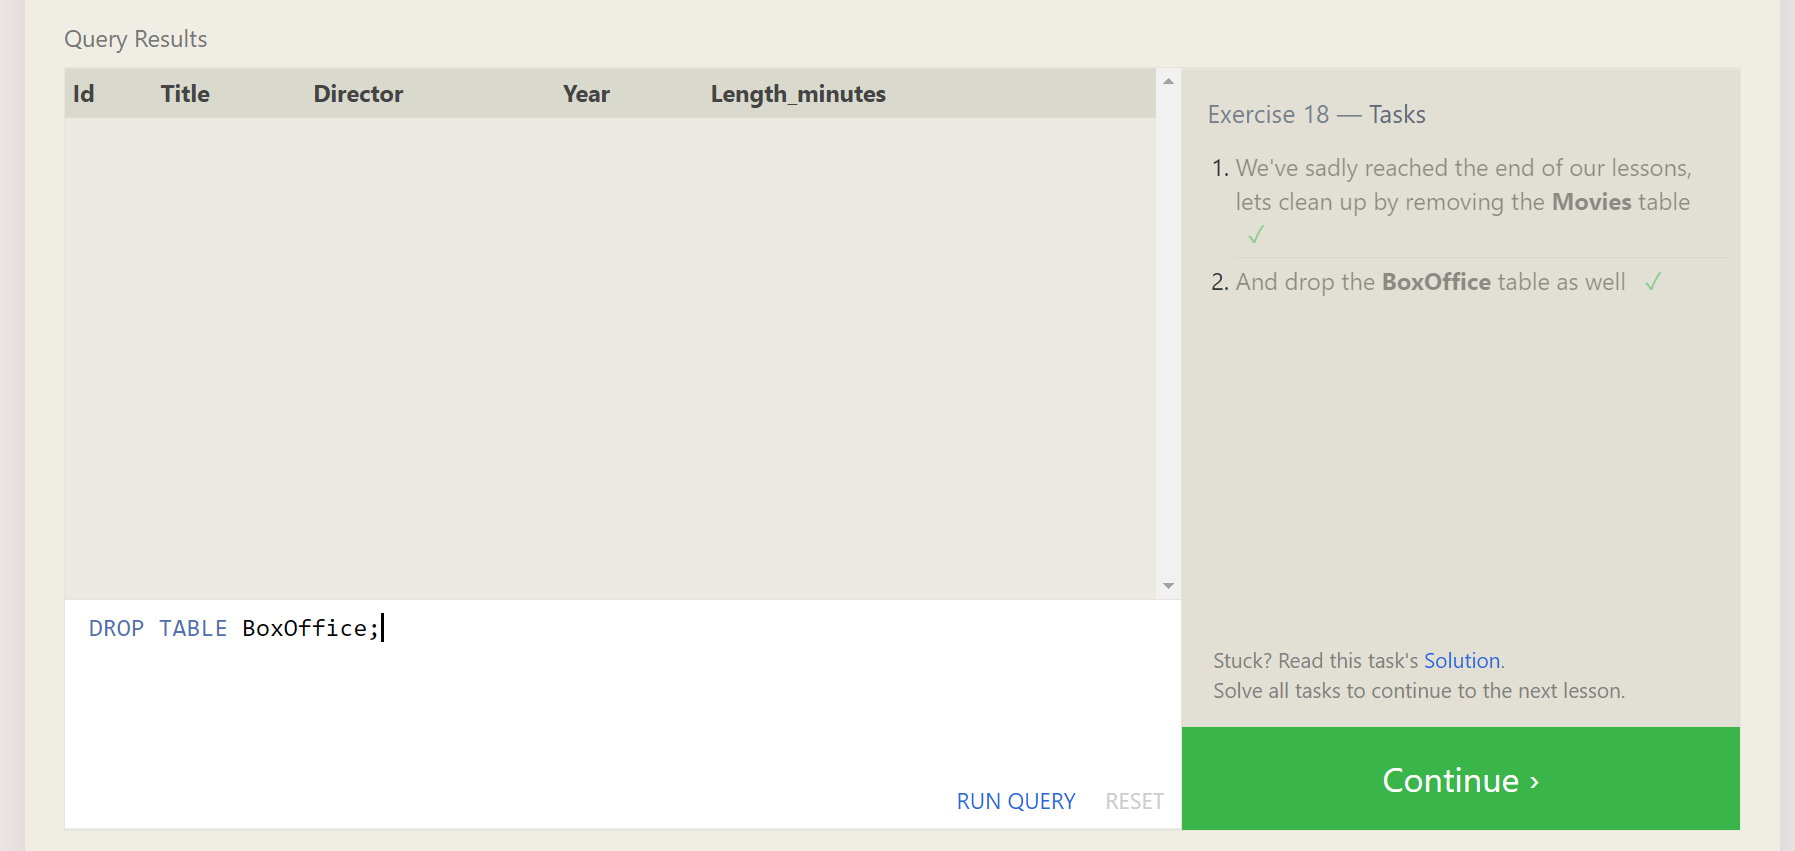 Query Results
Id Title Director Year Length_minutes
DROP TABLE BoxOffice;
RUN QUERY RESET
Exercise 18 — Tasks
1. We've sadly reached the end of our lessons,
lets clean up by removing the Movies table
✓
2. And drop the BoxOffice table as well ✓
Stuck? Read this task's Solution.
Solve all tasks to continue to the next lesson.
Continue ›